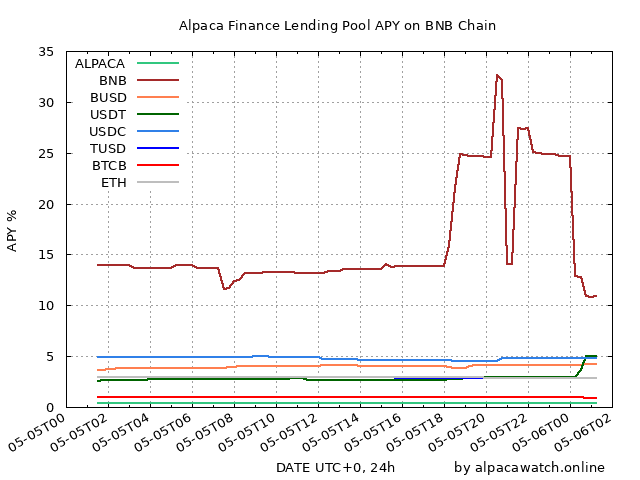 Alpaca Finance Lending Pool APY on BNB Chain
35
30
25
20
15
10
5
0
APY %
ALPACA
BNB
BUSD
USDT
USDC
TUSD
BTCB
ETH
05-05T00
05-05T02
05-05T04
05-05T06
05-05T08
05-05T10
05-05T12
05-05T14
05-05T16
05-05T18
05-05T20
05-05T22
05-06T00
05-06T02
DATE UTC+0, 24h
by alpacawatch.online